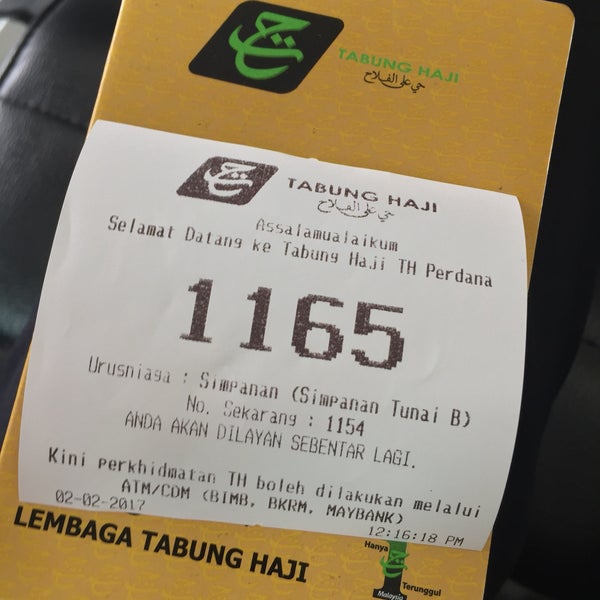 TABUNG HAJI
حي على الفلاح
TABUNG HAJI
حي على الفلاح
Assalamualaikum
Selamat Datang ke Tabung Haji TH Perdana
1165
Urusniaga : Simpanan (Simpanan Tunai B)
No. Sekarang : 1154
ANDA AKAN DILAYAN SEBENTAR LAGI.
Kini perkhidmatan TH boleh dilakukan melalui
ATM/CDM (BIMB, BKRM, MAYBANK)
02-02-2017 12:16:18 PM
LEMBAGA TABUNG HAJI
Hanya
1
Terunggul
Malaysia